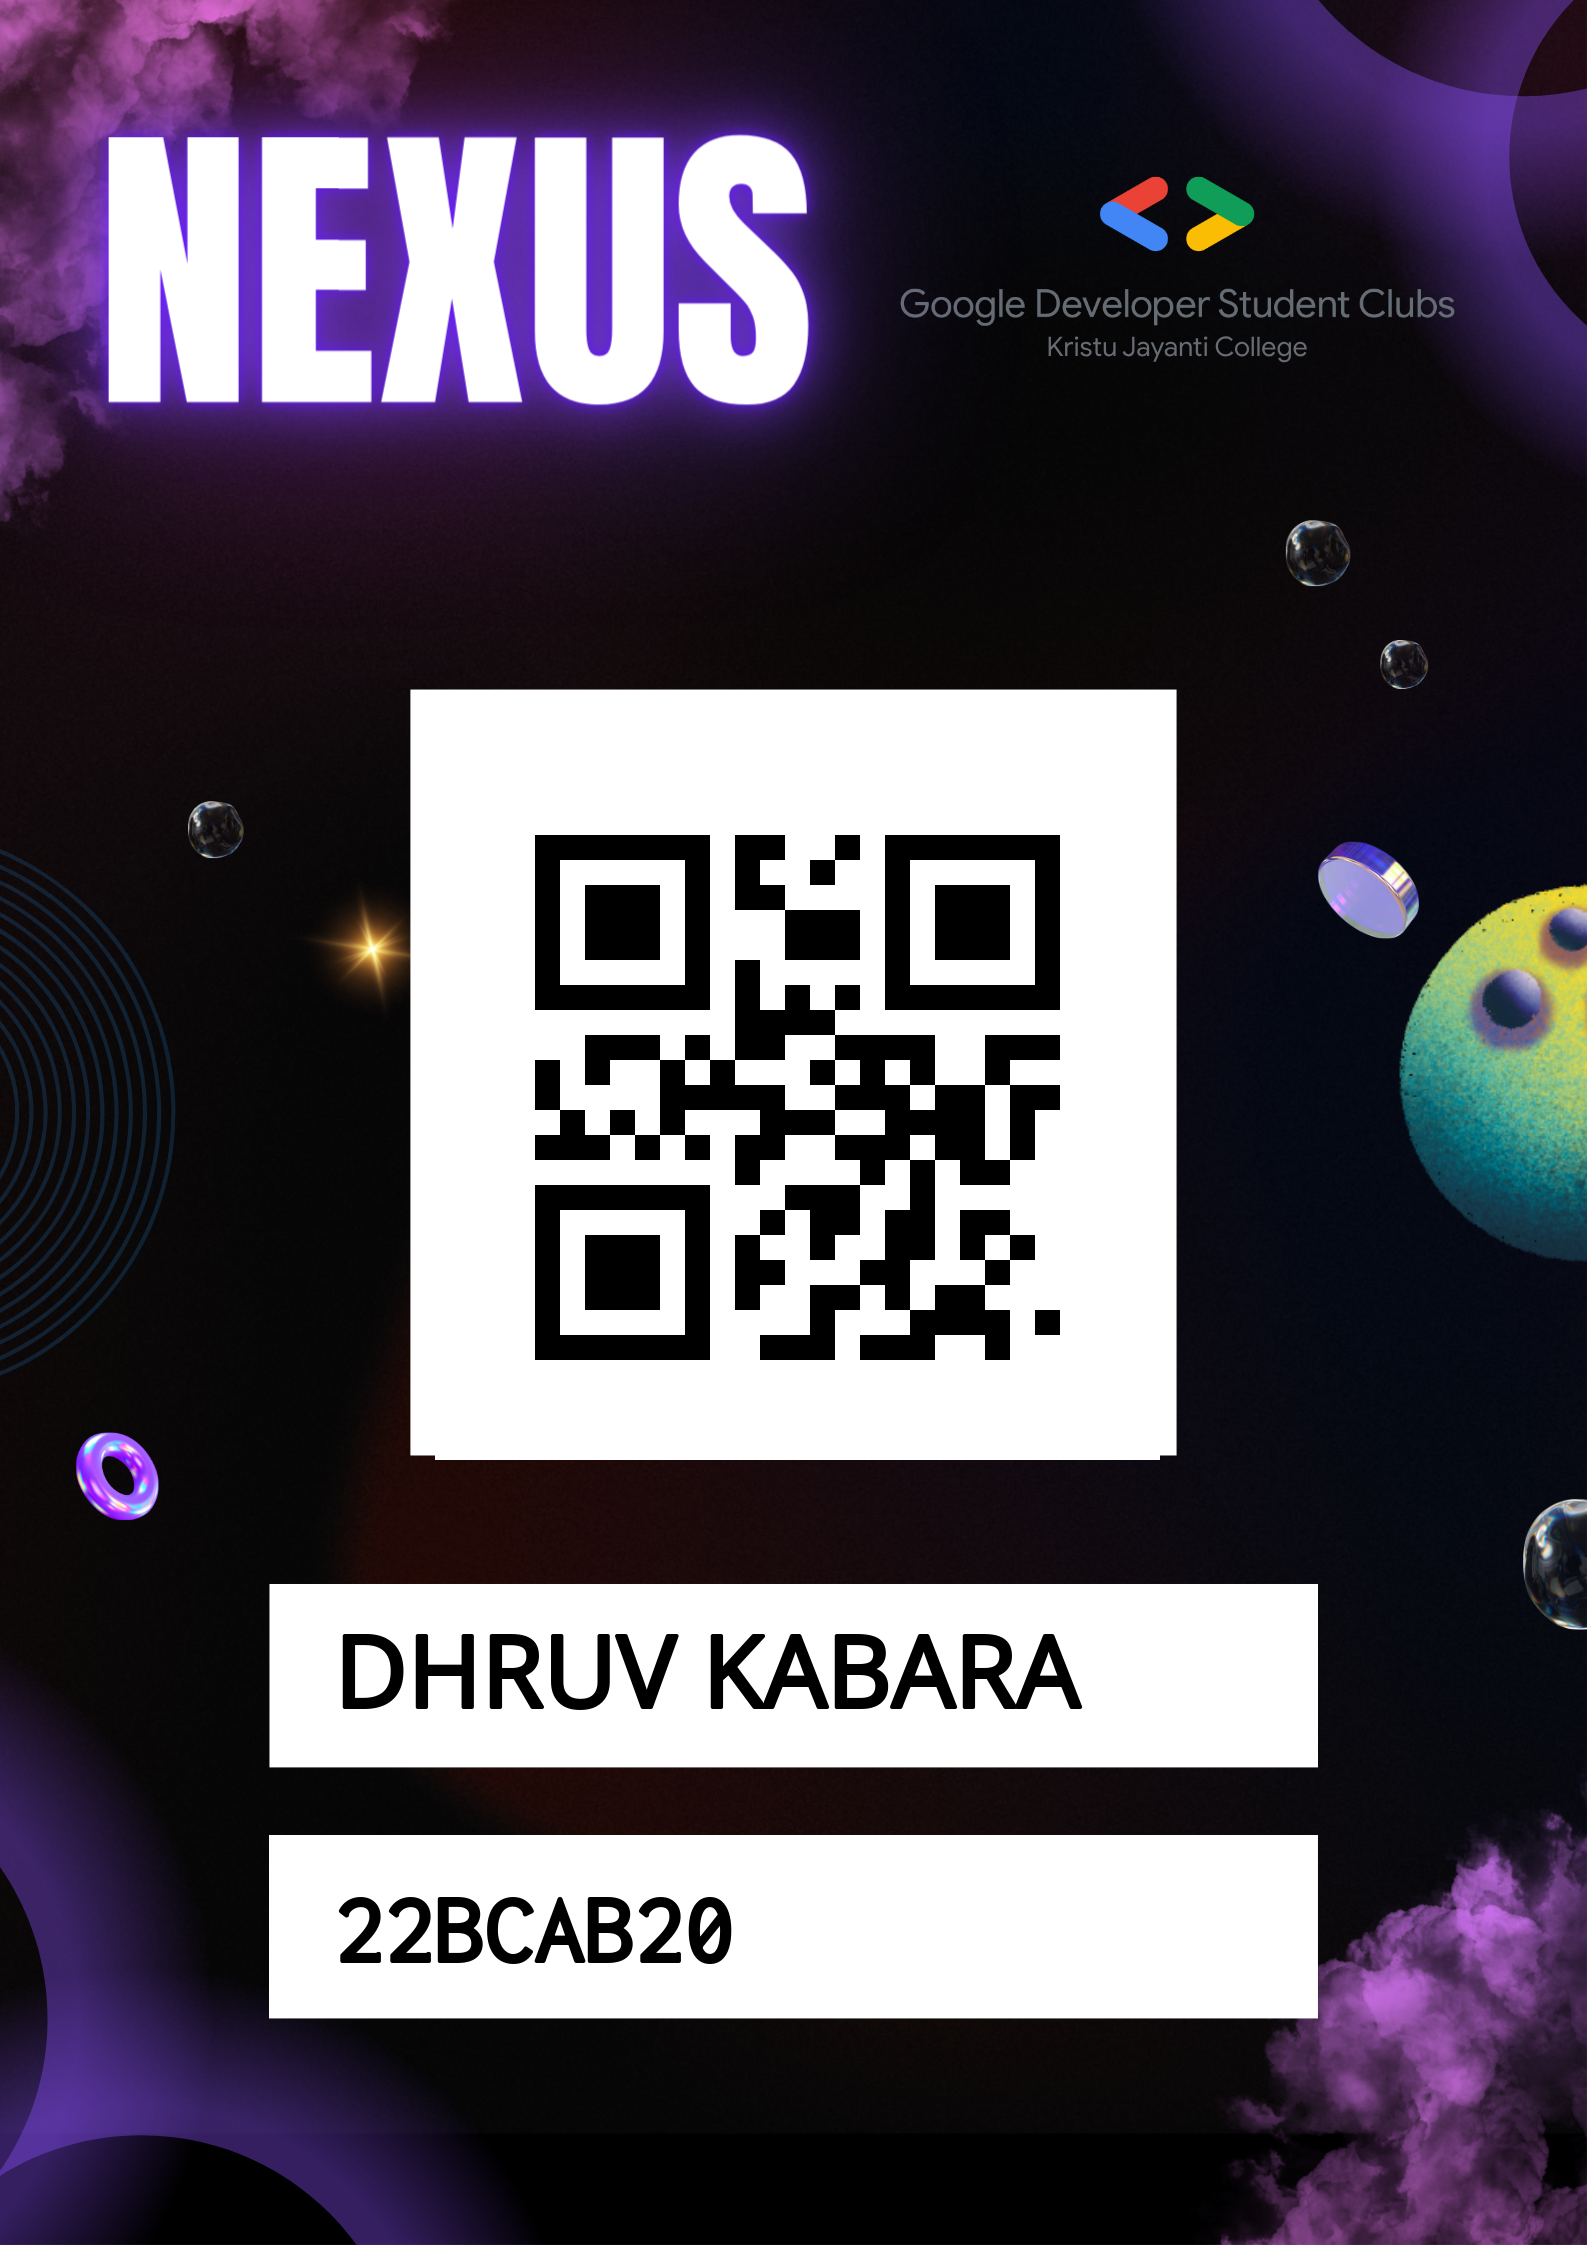 NEXUS
Google Developer Student Clubs
Kristu Jayanti College
DHRUV KABARA
22BCAB20